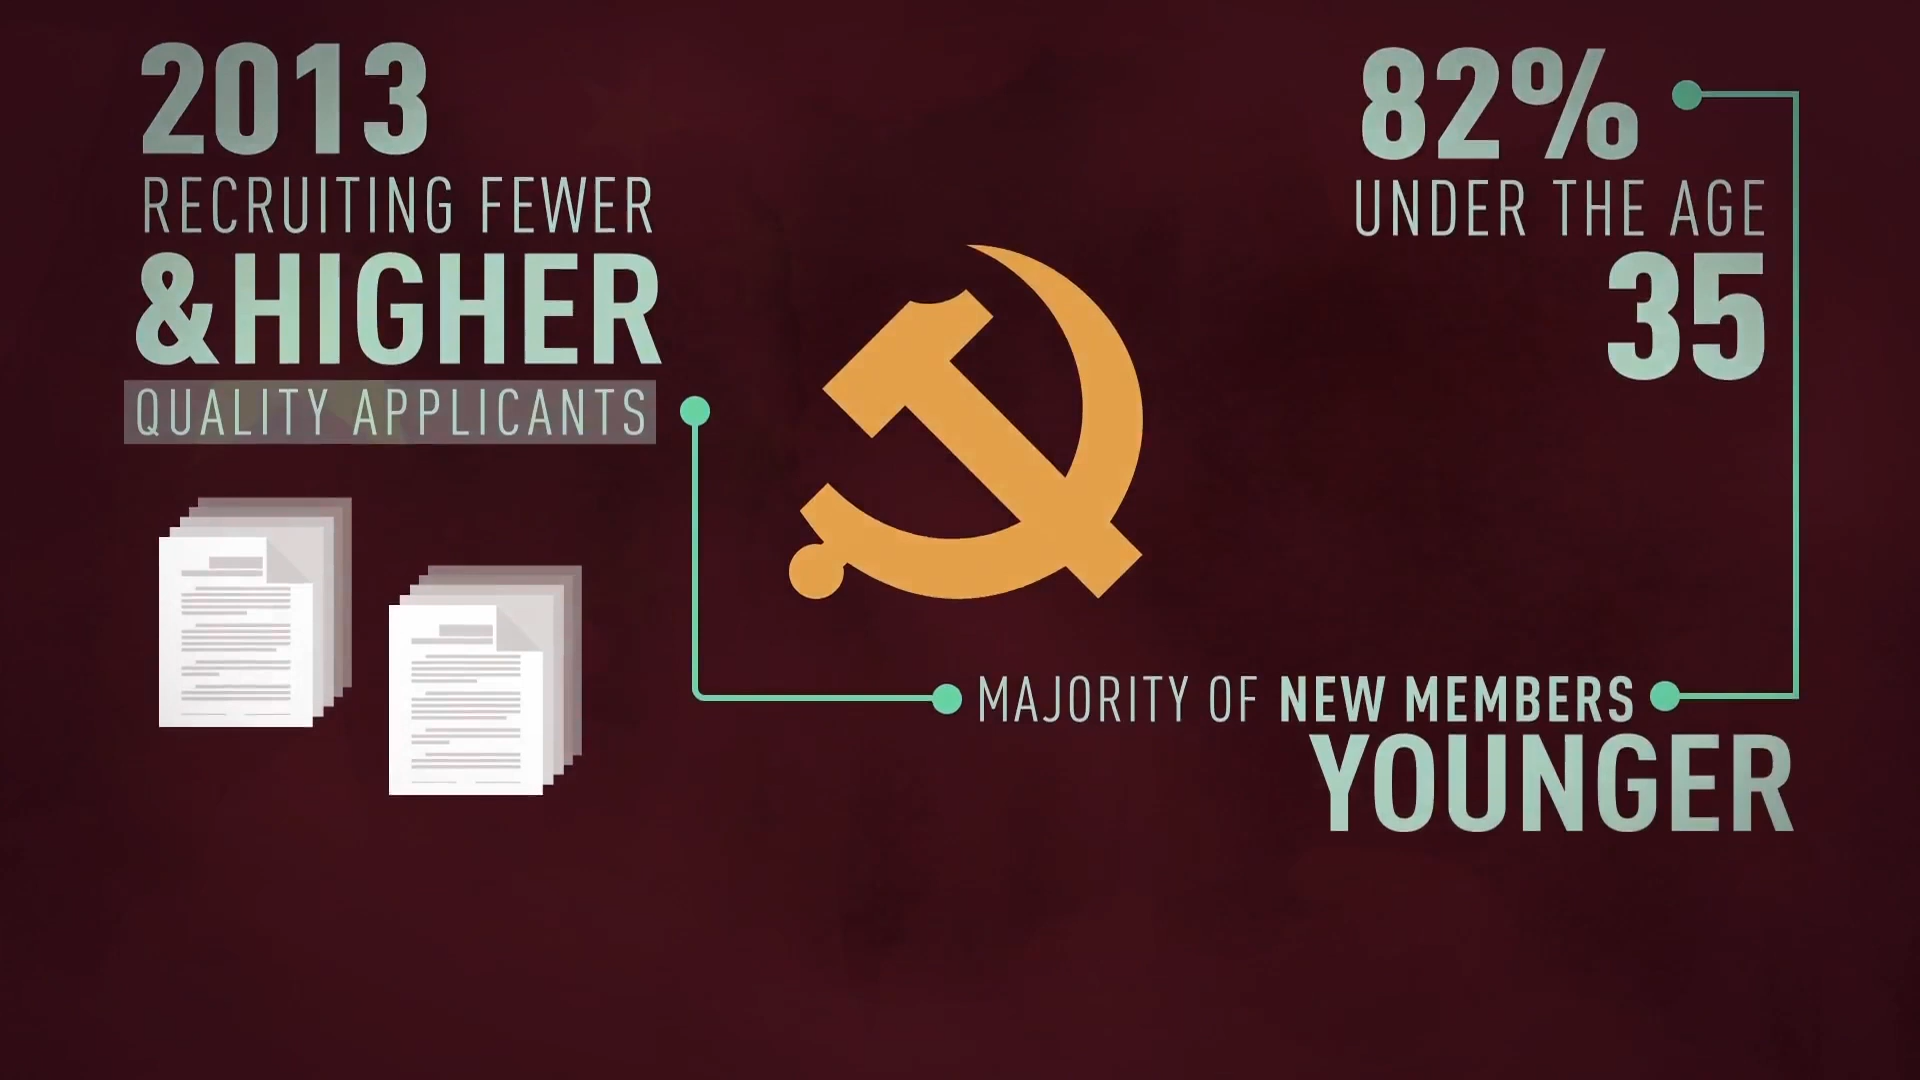 2013
RECRUITING FEWER
& HIGHER
QUALITY APPLICANTS
82%
UNDER THE AGE
35
MAJORITY OF NEW MEMBERS
YOUNGER